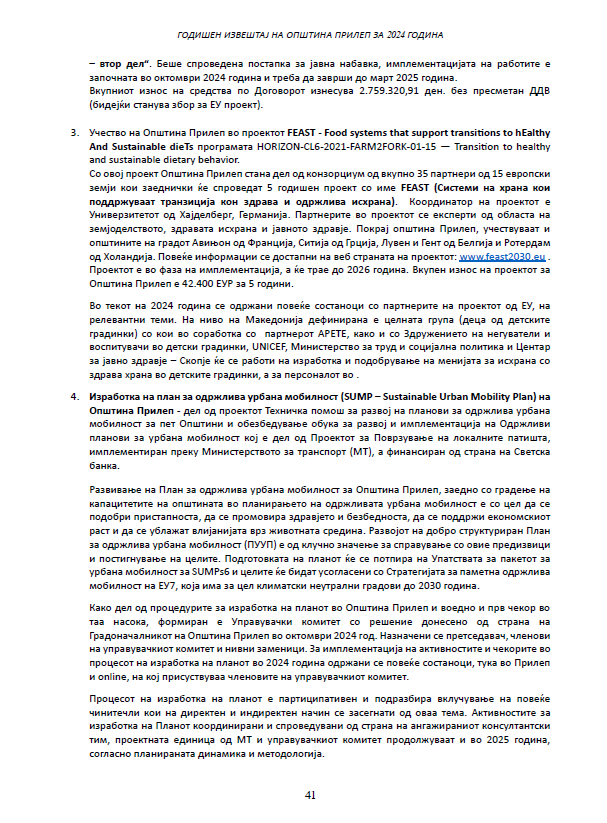 ГОДИШЕН ИЗВЕШТАЈ НА ОПШТИНА ПРИЛЕП ЗА 2024 ГОДИНА
– втор дел“. Беше спроведена постапка за јавна набавка, имплементацијата на работите е
започната во октомври 2024 година и треба да заврши до март 2025 година.
Вкупниот износ на средства по Договорот изнесува 2.759.320,91 ден. без пресметан ДДВ
(бидејќи станува збор за ЕУ проект).
3. Учество на Општина Прилеп во проектот FEAST - Food systems that support transitions to hEalthy
And Sustainable dieTs програмата HORIZON-CL6-2021-FARM2FORK-01-15 — Transition to healthy
and sustainable dietary behavior.
Со овој проект Општина Прилеп стана дел од конзорциум од вкупно 35 партнери од 15 европски
земји кои заеднички ќе спроведат 5 годишен проект со име FEAST (Системи на храна кои
поддржуваат транзиција кон здрава и одржлива исхрана). Координатор на проектот е
Универзитетот од Хајделберг, Германија. Партнерите во проектот се експерти од областа на
земјоделството, здравата исхрана и јавното здравје. Покрај општина Прилеп, учествуваат и
општините на градот Авињон од Франција, Ситија од Грција, Лувен и Гент од Белгија и Ротердам
од Холандија. Повеќе информации се достапни на веб страната на проектот: www.feast2030.eu .
Проектот е во фаза на имплементација, а ќе трае до 2026 година. Вкупен износ на проектот за
Општина Прилеп е 42.400 ЕУР за 5 години.
Во текот на 2024 година се одржани повеќе состаноци со партнерите на проектот од ЕУ, на
релевантни теми. На ниво на Македонија дефинирана е целната група (деца од детските
градинки) со кои во соработка со партнерот АРЕТЕ, како и со Здружението на негуватели и
воспитувачи во детски градинки, UNICEF, Министерство за труд и социјална политика и Центар
за јавно здравје – Скопје ќе се работи на изработка и подобрување на менијата за исхрана со
здрава храна во детските градинки, а за персоналот во .
4. Изработка на план за одржлива урбана мобилност (SUMP – Sustainable Urban Mobility Plan) на
Општина Прилеп - дел од проектот Техничка помош за развој на планови за одржлива урбана
мобилност за пет Општини и обезбедување обука за развој и имплементација на Одржливи
планови за урбана мобилност кој е дел од Проектот за Поврзување на локалните патишта,
имплементиран преку Министерството за транспорт (МТ), а финансиран од страна на Светска
банка.
Развивање на План за одржлива урбана мобилност за Општина Прилеп, заедно со градење на
капацитетите на општината во планирањето на одржливата урбана мобилност е со цел да се
подобри пристапноста, да се промовира здравјето и безбедноста, да се поддржи економскиот
раст и да се ублажат влијанијата врз животната средина. Развојот на добро структуриран План
за одржлива урбана мобилност (ПУУП) е од клучно значење за справување со овие предизвици
и постигнување на целите. Подготовката на планот ќе се потпира на Упатствата за пакетот за
урбана мобилност за SUMPs6 и целите ќе бидат усогласени со Стратегијата за паметна одржлива
мобилност на ЕУ7, која има за цел климатски неутрални градови до 2030 година.
Како дел од процедурите за изработка на планот во Општина Прилеп и воедно и прв чекор во
таа насока, формиран е Управувачки комитет со решение донесено од страна на
Градоначалникот на Општина Прилеп во октомври 2024 год. Назначени се претседавач, членови
на управувачкиот комитет и нивни заменици. За имплементација на активностите и чекорите во
процесот на изработка на планот во 2024 година одржани се повеќе состаноци, тука во Прилеп
и online, на кој присуствуваа членовите на управувачкиот комитет.
Процесот на изработка на планот е партиципативен и подразбира вклучување на повеќе
чинители кои на директен и индиректен начин се засегнати од оваа тема. Активностите за
изработка на Планот координирани и спроведувани од страна на ангажираниот консултантски
тим, проектната единица од МТ и управувачкиот комитет продолжуваат и во 2025 година,
согласно планираната динамика и методологија.
41